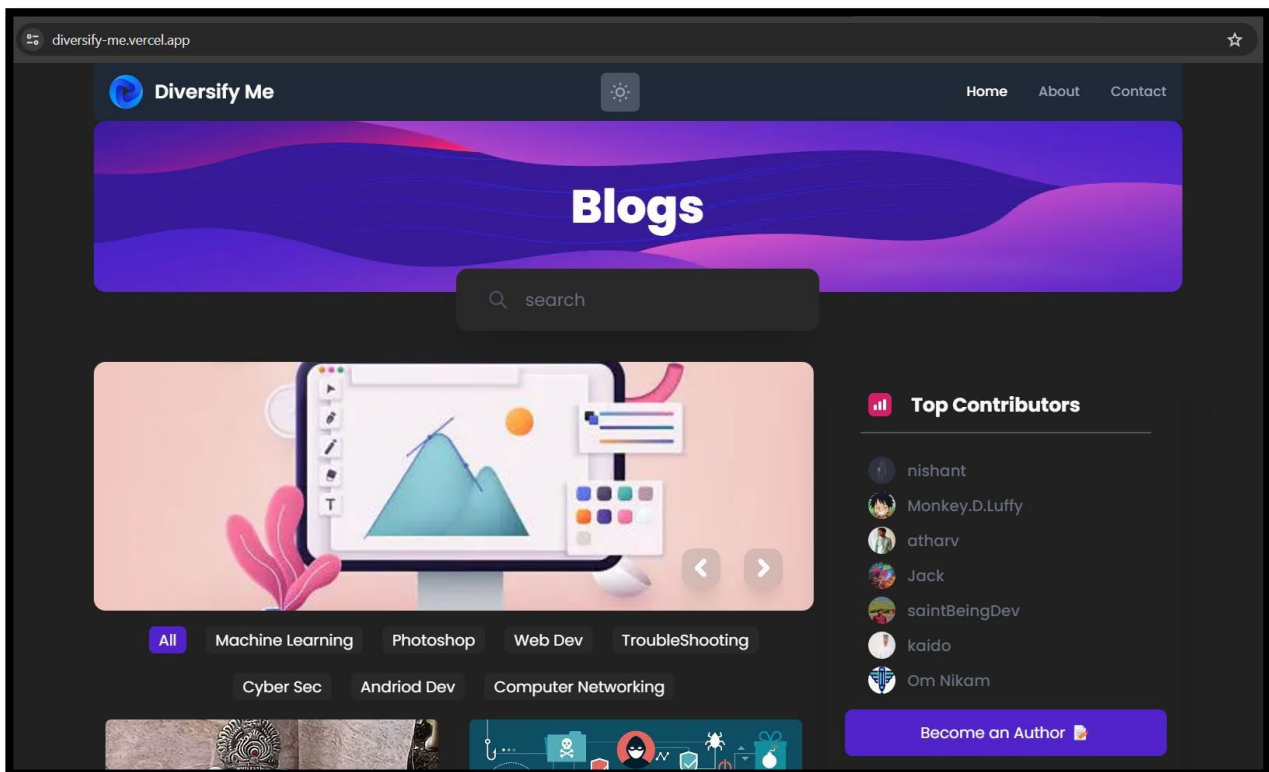 diversify-me.vercel.app
Diversify Me
Home About Contact
Blogs
search
T
Top Contributors
nishant
Monkey.D.Luffy
atharv
Jack
saintBeingDev
kaido
Om Nikam
Become an Author
All Machine Learning Photoshop Web Dev TroubleShooting
Cyber Sec Andriod Dev Computer Networking